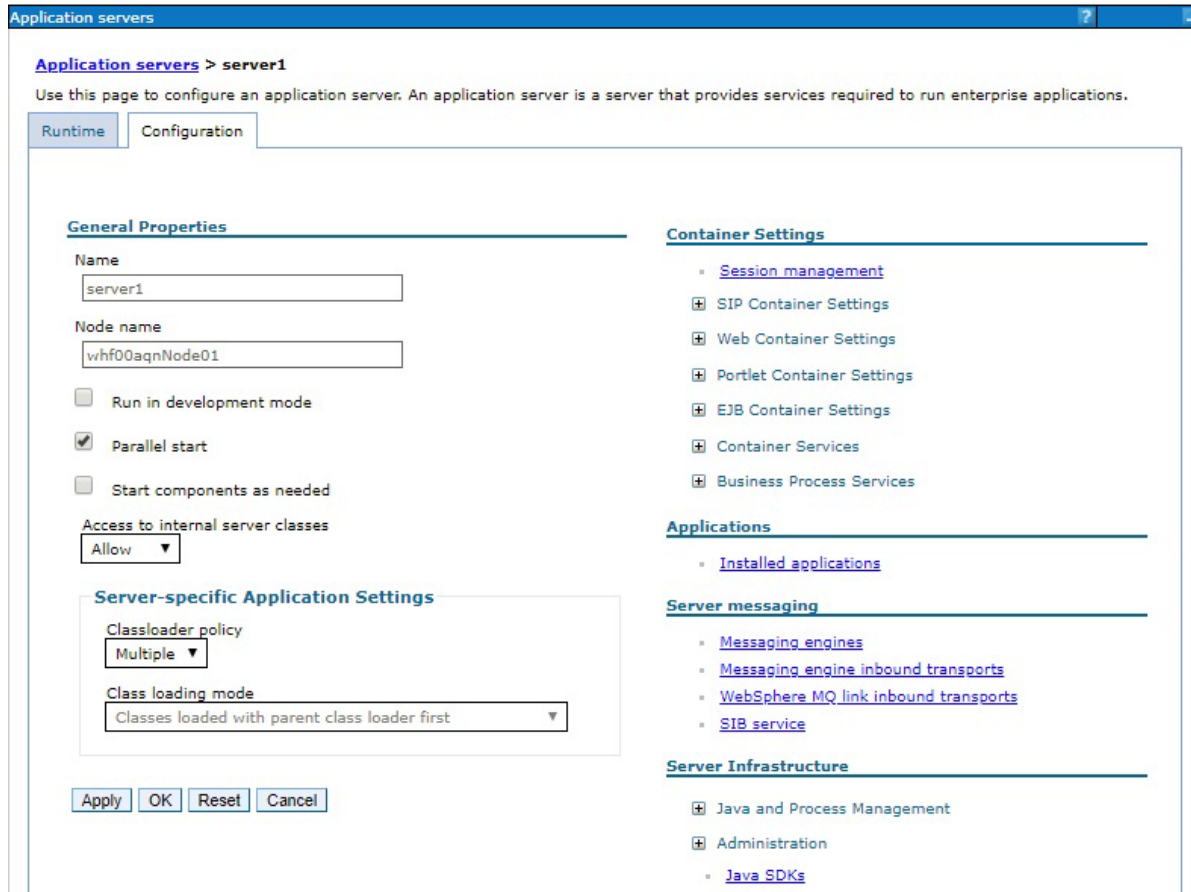 Application servers
?
Application servers > server1
Use this page to configure an application server. An application server is a server that provides services required to run enterprise applications.
Runtime
Configuration
General Properties
Name
server1
Node name
whf00aqnNode01
Run in development mode
Parallel start
Start components as needed
Access to internal server classes
Allow
Server-specific Application Settings
Classloader policy
Multiple
Class loading mode
Classes loaded with parent class loader first
Apply OK Reset Cancel
Container Settings
Session management
SIP Container Settings
Web Container Settings
Portlet Container Settings
EJB Container Settings
Container Services
Business Process Services
Applications
Installed applications
Server messaging
Messaging engines
Messaging engine inbound transports
WebSphere MQ link inbound transports
SIB service
Server Infrastructure
Java and Process Management
Administration
Java SDKs